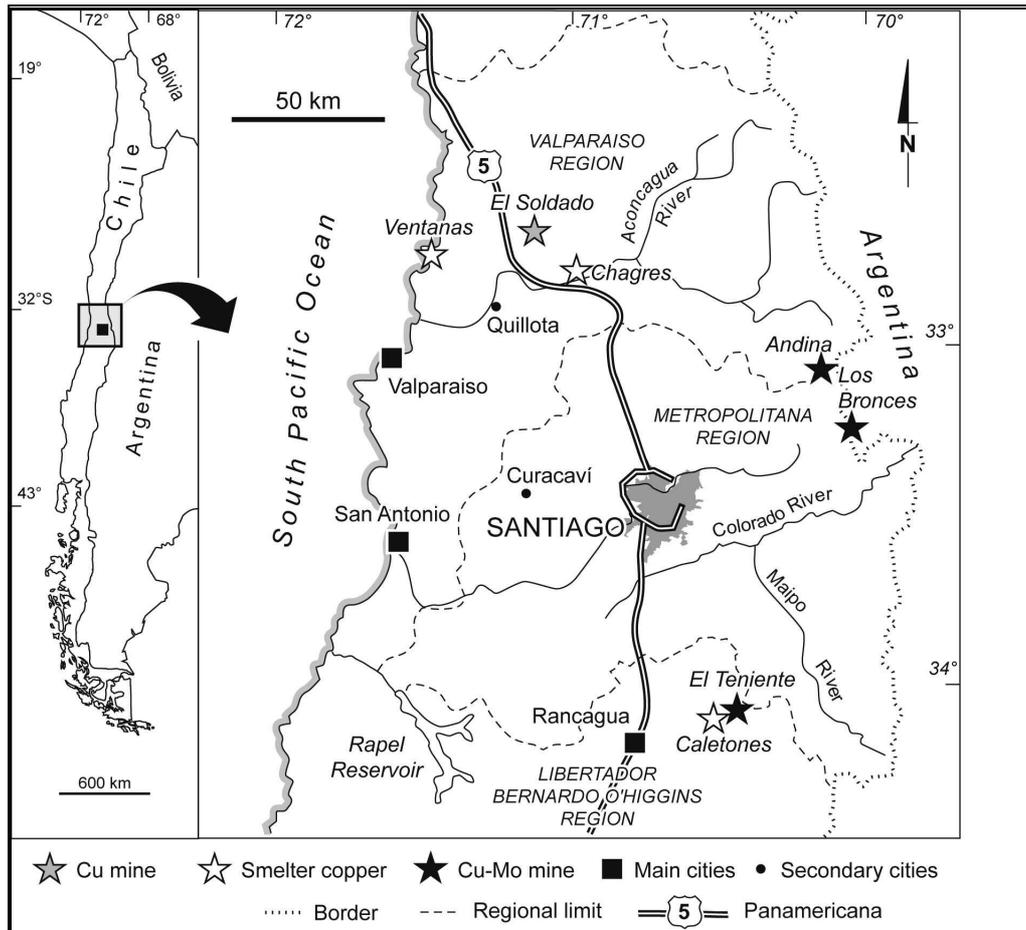 72°
68°
19°
Bolivia
Chile
32°S
Argentina
43°
600 km
72°
71°
70°
50 km
N
VALPARAISO
REGION
5
El Soldado
Aconcagua
River
Ventanas
Chagres
Argentina
South Pacific Ocean
Quillota
33°
Andina
Valparaiso
Los
Bronces
METROPOLITANA
REGION
Curacaví
San Antonio
SANTIAGO
Colorado River
Maipo
River
34°
El Teniente
Rancagua
Caletones
Rapel
Reservoir
LIBERTADOR
BERNARDO O'HIGGINS
REGION
Cu mine
Smelter copper
Cu-Mo mine
Main cities
Secondary cities
Border
Regional limit
5
Panamericana